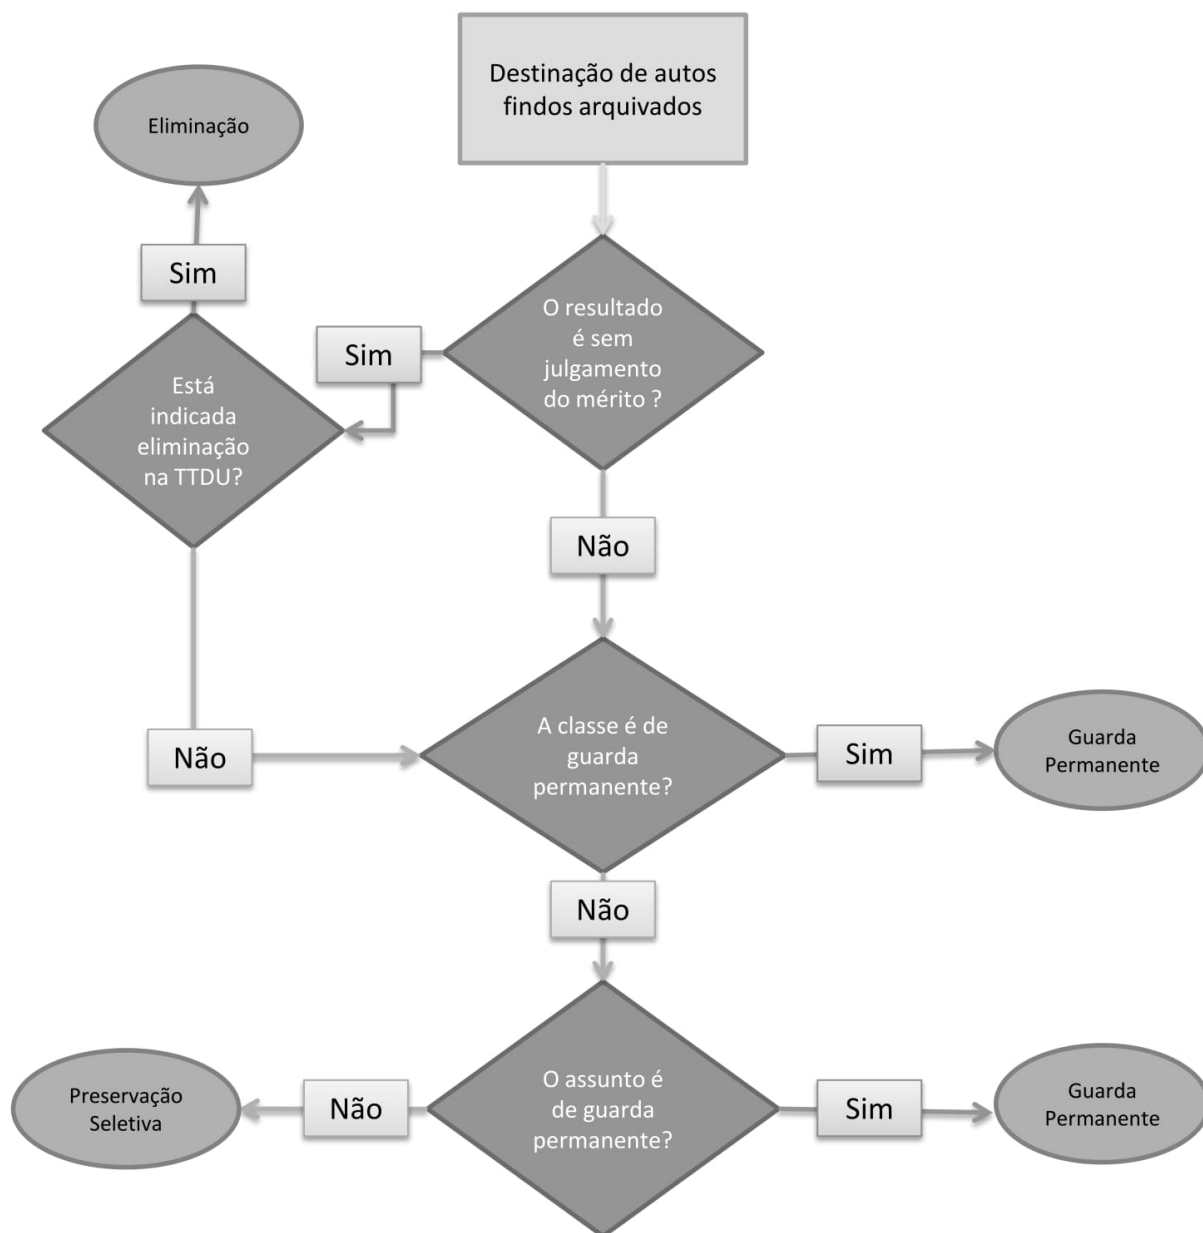 Destinação de autos
findos arquivados
Eliminação
Sim
O resultado
é sem
julgamento
do mérito ?
Sim
Está
indicada
eliminação
na TTDU?
Não
Não
A classe é de
guarda
permanente?
Sim
Guarda
Permanente
Não
O assunto é
de guarda
permanente?
Não
Preservação
Seletiva
Sim
Guarda
Permanente